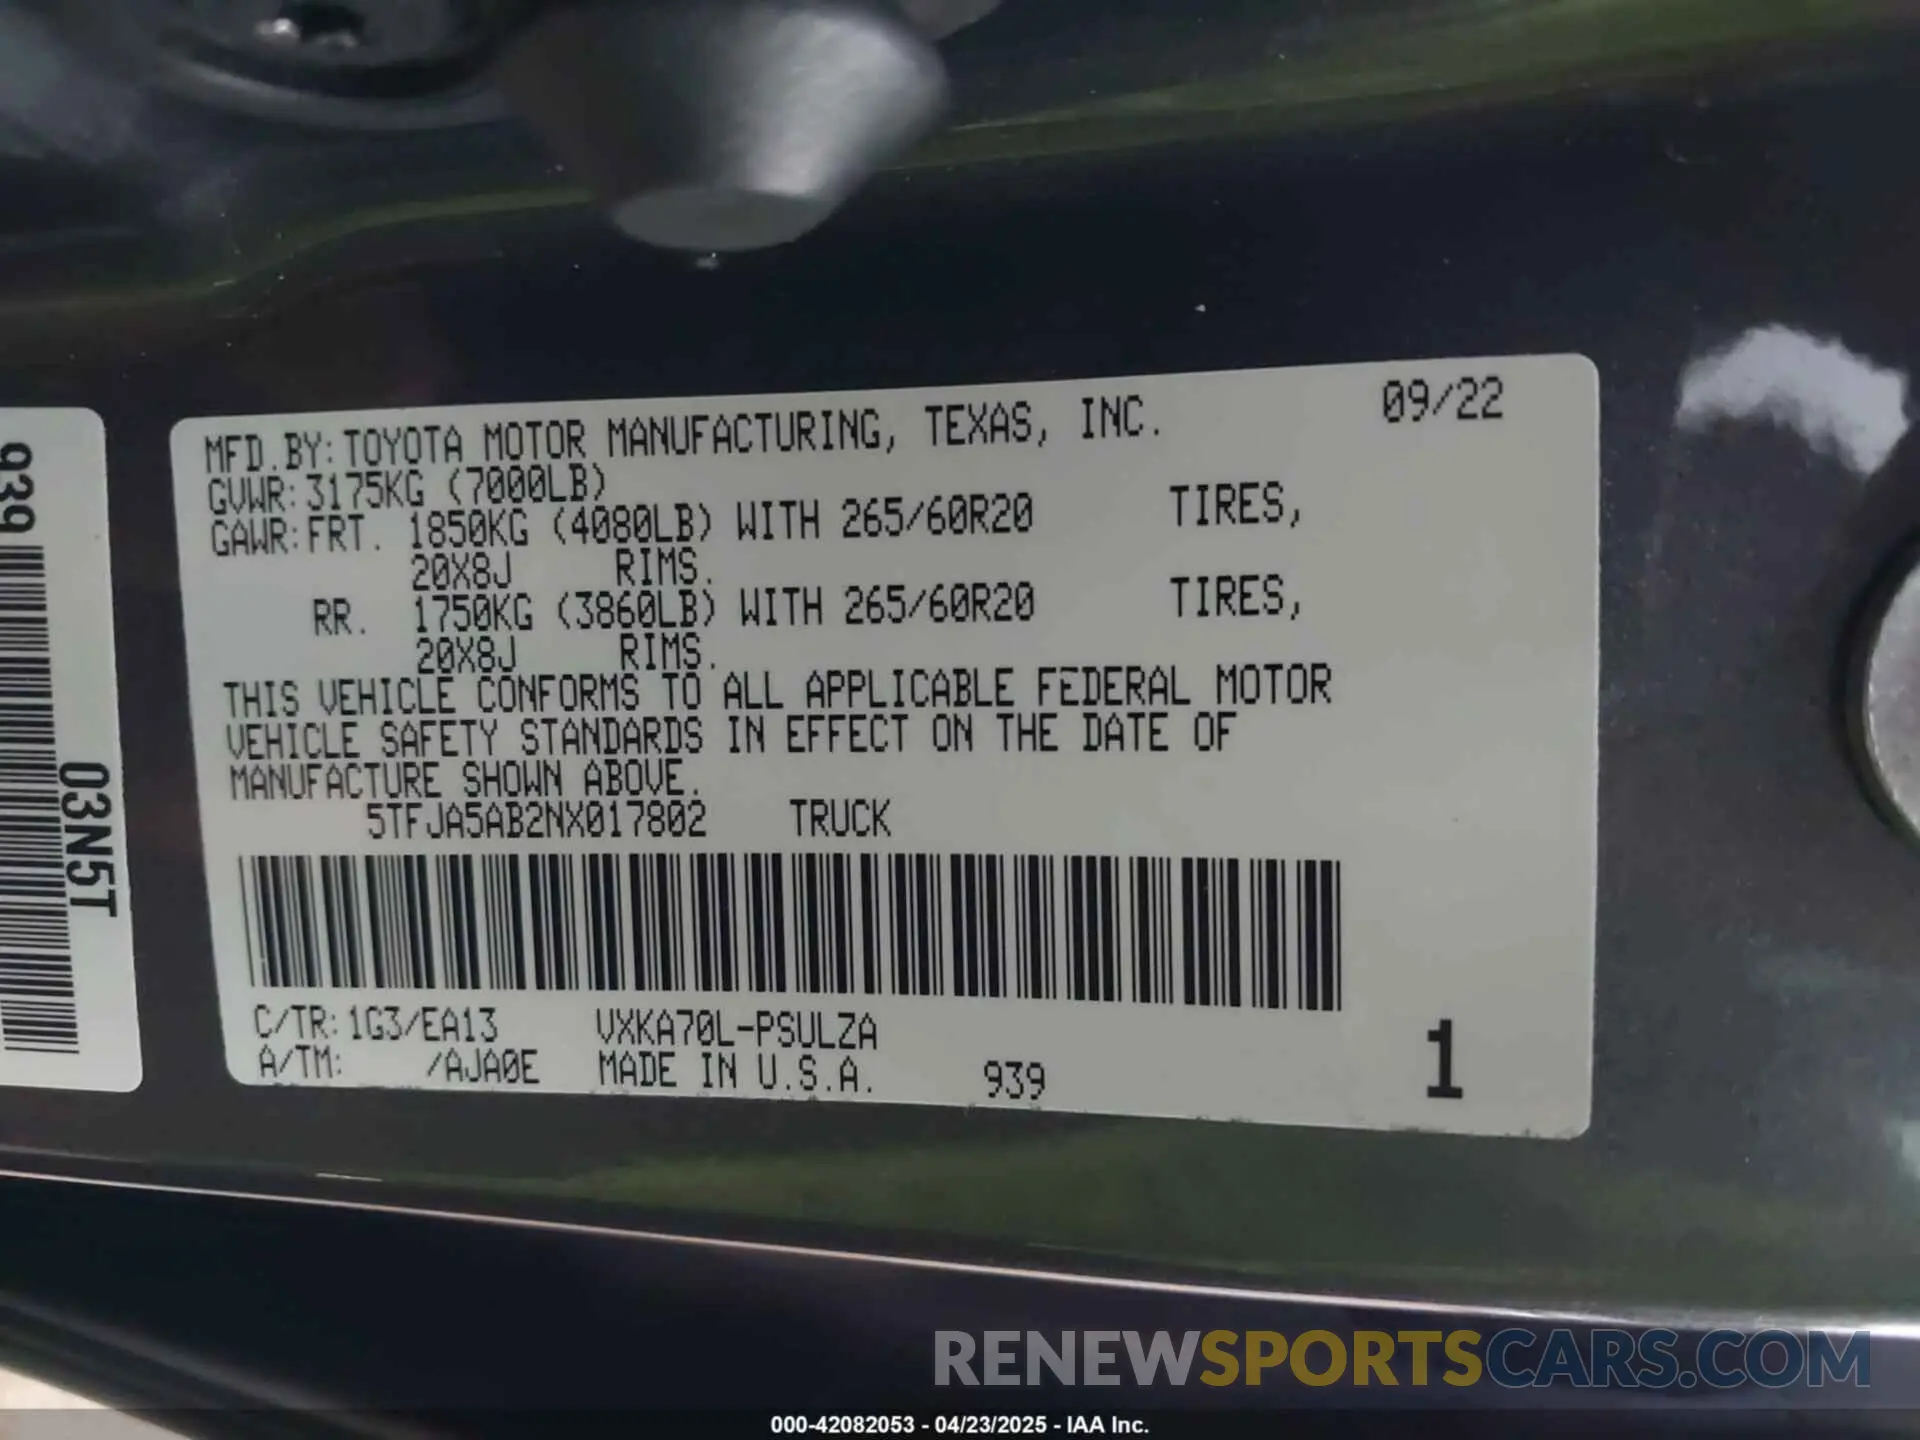 MFD.BY:TOYOTA MOTOR MANUFACTURING, TEXAS, INC. 09/22
GVWR:3175KG (7000LB)
GAWR:FRT. 1850KG (4080LB) WITH 265/60R20 TIRES,
20X8J RIMS.
RR. 1750KG (3860LB) WITH 265/60R20 TIRES,
20X8J RIMS.
THIS VEHICLE CONFORMS TO ALL APPLICABLE FEDERAL MOTOR
VEHICLE SAFETY STANDARDS IN EFFECT ON THE DATE OF
MANUFACTURE SHOWN ABOVE.
5TFJA5AB2NX017802 TRUCK
C/TR:1G3/EA13 VXKA70L-PSULZA
A/TM: /AJA0E MADE IN U.S.A. 939
1
939
03N5T
RENEWSPORTSCARS.COM
000-42082053 - 04/23/2025 - IAA Inc.